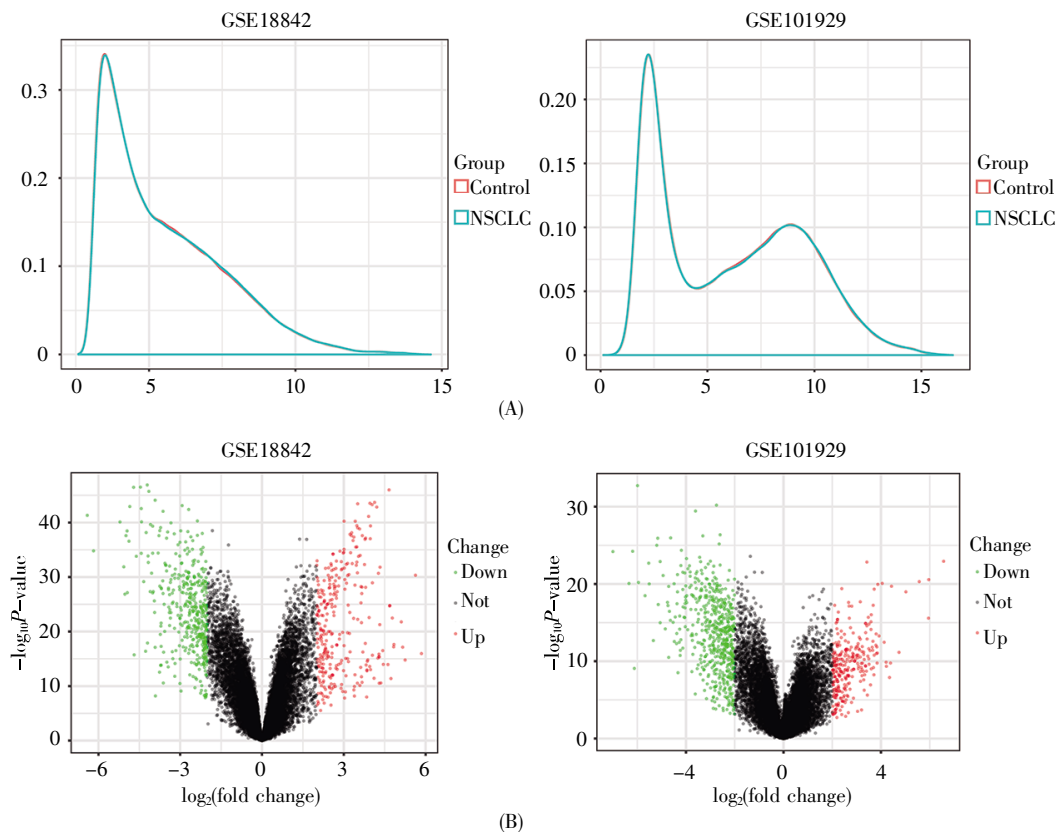 GSE18842
GSE101929
0.3
0.2
0.1
0
0
5
10
15
Group
Control
NSCLC
0.20
0.15
0.10
0.05
0
0
5
10
15
Group
Control
NSCLC
(A)
GSE18842
GSE101929
−log₁₀P−value
40
30
20
10
0
−6
−3
0
3
6
log₂(fold change)
Change
Down
Not
Up
−log₁₀P−value
30
20
10
0
−4
0
4
log₂(fold change)
Change
Down
Not
Up
(B)